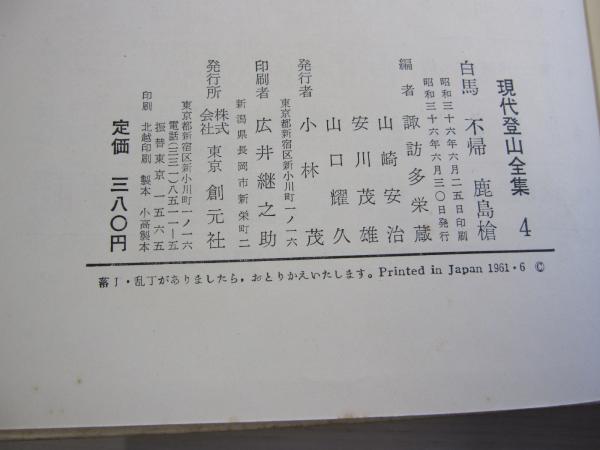 現代登山全集 4
白馬 不帰 鹿島槍
昭和三十六年六月二五日印刷
昭和三十六年六月三〇日発行
編者 諏訪多栄蔵
山崎安治
安川茂雄
山口耀久
発行者 小林茂
東京都新宿区新小川町一ノ一六
印刷者 広井継之助
新潟県長岡市新栄町二
発行所 株式会社 東京創元社
東京都新宿区新小川町一ノ一六
電話(三三一)八五一一―五
振替東京 一五六五
印刷 北越印刷 製本 小高製本
定価 三八〇円
落丁・乱丁がありましたら,おとりかえいたします。Printed in Japan 1961・6 ©